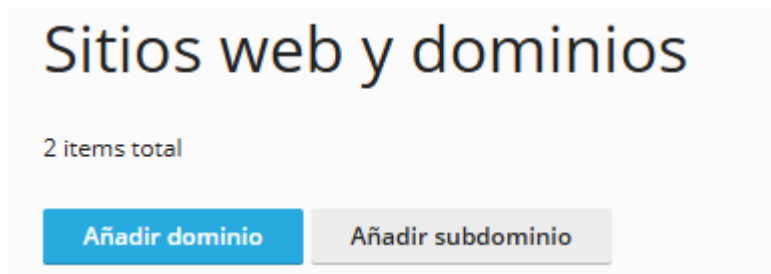 Sitios web y dominios
2 items total
Añadir dominio Añadir subdominio